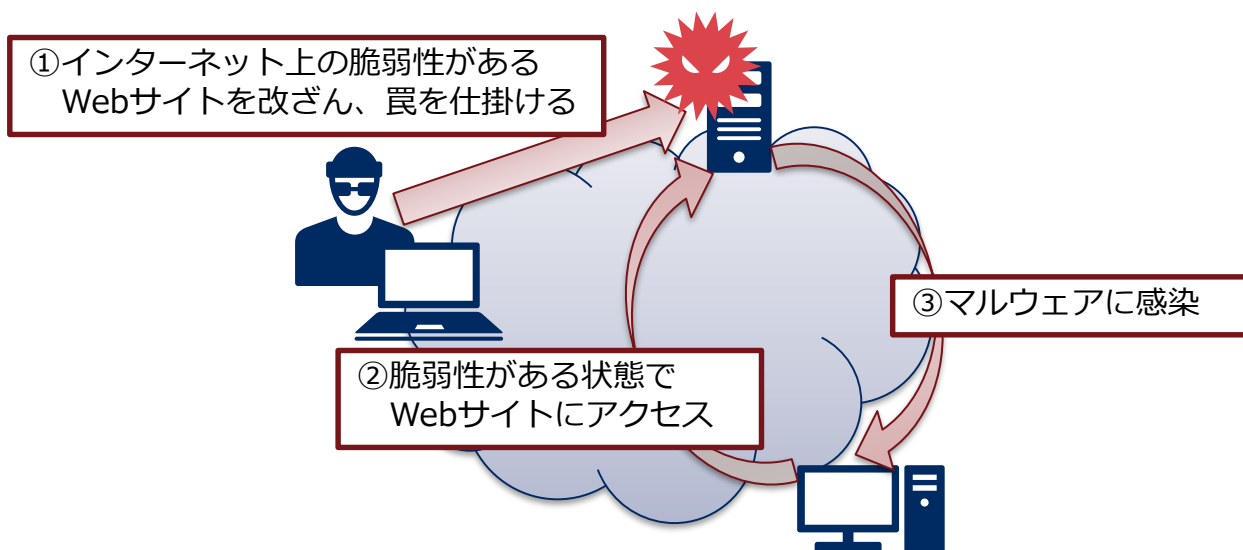 ①インターネット上の脆弱性がある
Webサイトを改ざん、罠を仕掛ける
③マルウェアに感染
②脆弱性がある状態で
Webサイトにアクセス